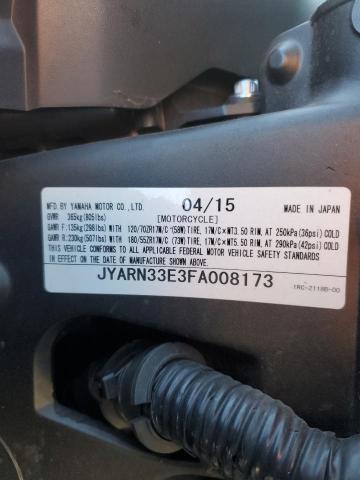 MFD.BY YAMAHA MOTOR CO.,LTD. 04/15 MADE IN JAPAN
GVWR 365kg(805lbs) [MOTORCYCLE]
GAWR F:135kg(298lbs) WITH 120/70ZR17M/C (58W) TIRE, 17M/C×MT3.50 RIM, AT 250kPa(36psi) COLD
GAWR R:230kg(507lbs) WITH 180/55ZR17M/C (73W) TIRE, 17M/C×MT5.50 RIM, AT 290kPa(42psi) COLD
THIS VEHICLE CONFORMS TO ALL APPLICABLE FEDERAL MOTOR VEHICLE SAFETY STANDARDS
IN EFFECT ON THE DATE OF MANUFACTURE SHOWN ABOVE.
JYARN33E3FA008173
1RC-2118B-00